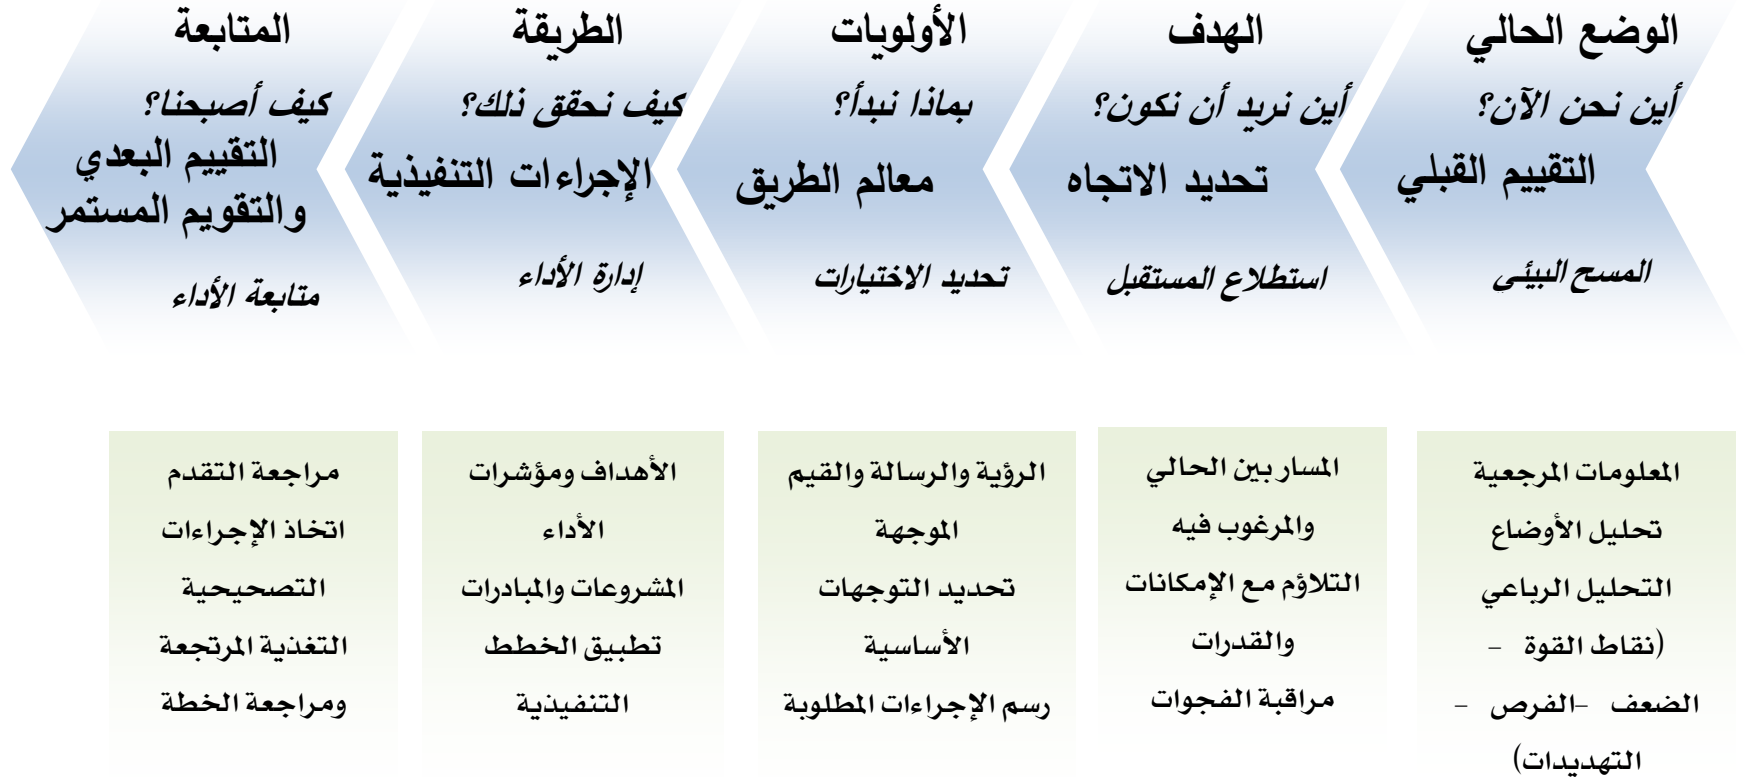 الوضع الحالي
أين نحن الآن؟
التقييم القبلي
المسح البيئي
الهدف
أين نريد أن نكون؟
تحديد الاتجاه
استطلاع المستقبل
الأولويات
بماذا نبدأ؟
معالم الطريق
تحديد الاختيارات
الطريقة
كيف نحقق ذلك؟
الإجراءات التنفيذية
إدارة الأداء
المتابعة
كيف أصبحنا؟
التقييم البعدي
والتقويم المستمر
متابعة الأداء
المعلومات المرجعية
تحليل الأوضاع
التحليل الرباعي
(نقاط القوة –
الضعف –الفرص –
التهديدات)
المسار بين الحالي
والمرغوب فيه
التلاؤم مع الإمكانات
والقدرات
مراقبة الفجوات
الرؤية والرسالة والقيم
الموجهة
تحديد التوجهات
الأساسية
رسم الإجراءات المطلوبة
الأهداف ومؤشرات
الأداء
المشروعات والمبادرات
تطبيق الخطط
التنفيذية
مراجعة التقدم
اتخاذ الإجراءات
التصحيحية
التغذية المرتجعة
ومراجعة الخطة